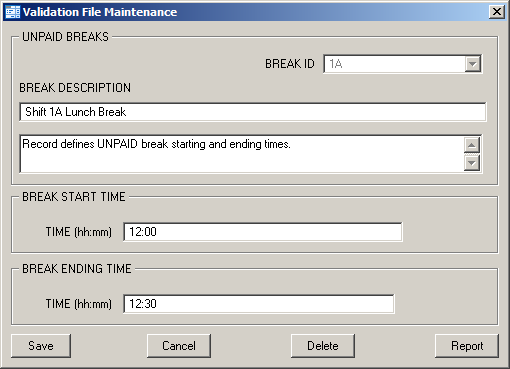 Validation File Maintenance
UNPAID BREAKS
BREAK ID 1A
BREAK DESCRIPTION
Shift 1A Lunch Break
Record defines UNPAID break starting and ending times.
BREAK START TIME
TIME (hh:mm) 12:00
BREAK ENDING TIME
TIME (hh:mm) 12:30
Save Cancel Delete Report